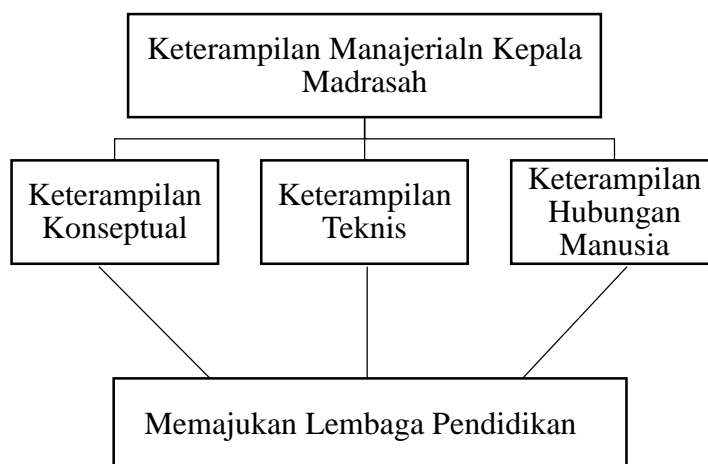 Keterampilan Manajerialn Kepala
Madrasah
Keterampilan
Konseptual
Keterampilan
Teknis
Keterampilan
Hubungan
Manusia
Memajukan Lembaga Pendidikan